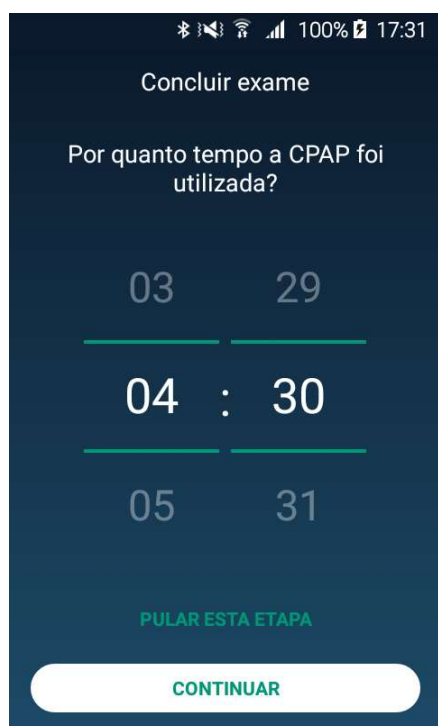 100% 17:31
Concluir exame
Por quanto tempo a CPAP foi
utilizada?
03 29
04 : 30
05 31
PULAR ESTA ETAPA
CONTINUAR